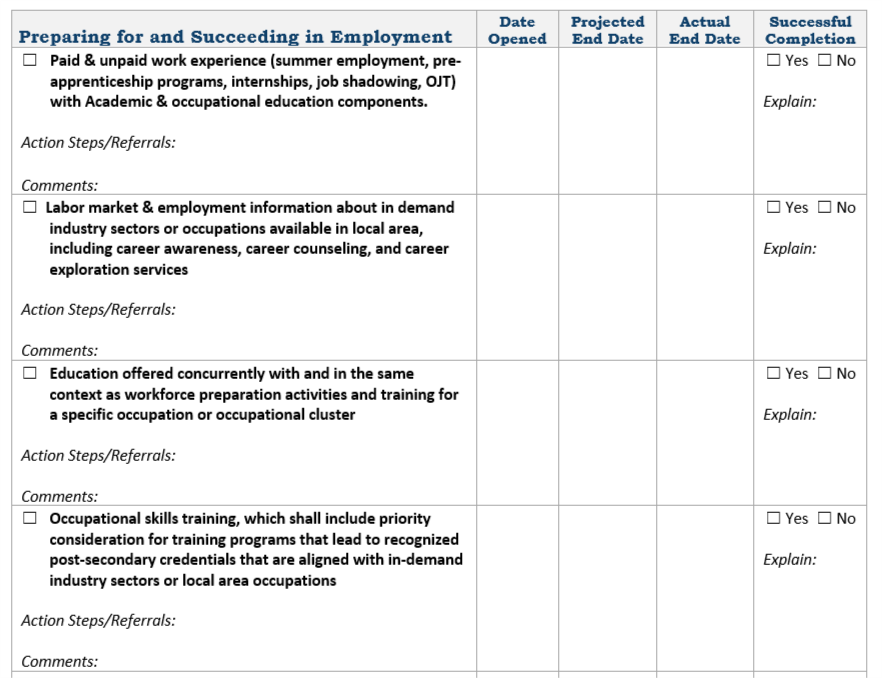 Preparing for and Succeeding in Employment Date Opened Projected End Date Actual End Date Successful Completion
☐ Paid & unpaid work experience (summer employment, pre-
apprenticeship programs, internships, job shadowing, OJT)
with Academic & occupational education components.
Action Steps/Referrals:
Comments:
☐ Yes ☐ No
Explain:
☐ Labor market & employment information about in demand
industry sectors or occupations available in local area,
including career awareness, career counseling, and career
exploration services
Action Steps/Referrals:
Comments:
☐ Yes ☐ No
Explain:
☐ Education offered concurrently with and in the same
context as workforce preparation activities and training for
a specific occupation or occupational cluster
Action Steps/Referrals:
Comments:
☐ Yes ☐ No
Explain:
☐ Occupational skills training, which shall include priority
consideration for training programs that lead to recognized
post-secondary credentials that are aligned with in-demand
industry sectors or local area occupations
Action Steps/Referrals:
Comments:
☐ Yes ☐ No
Explain: